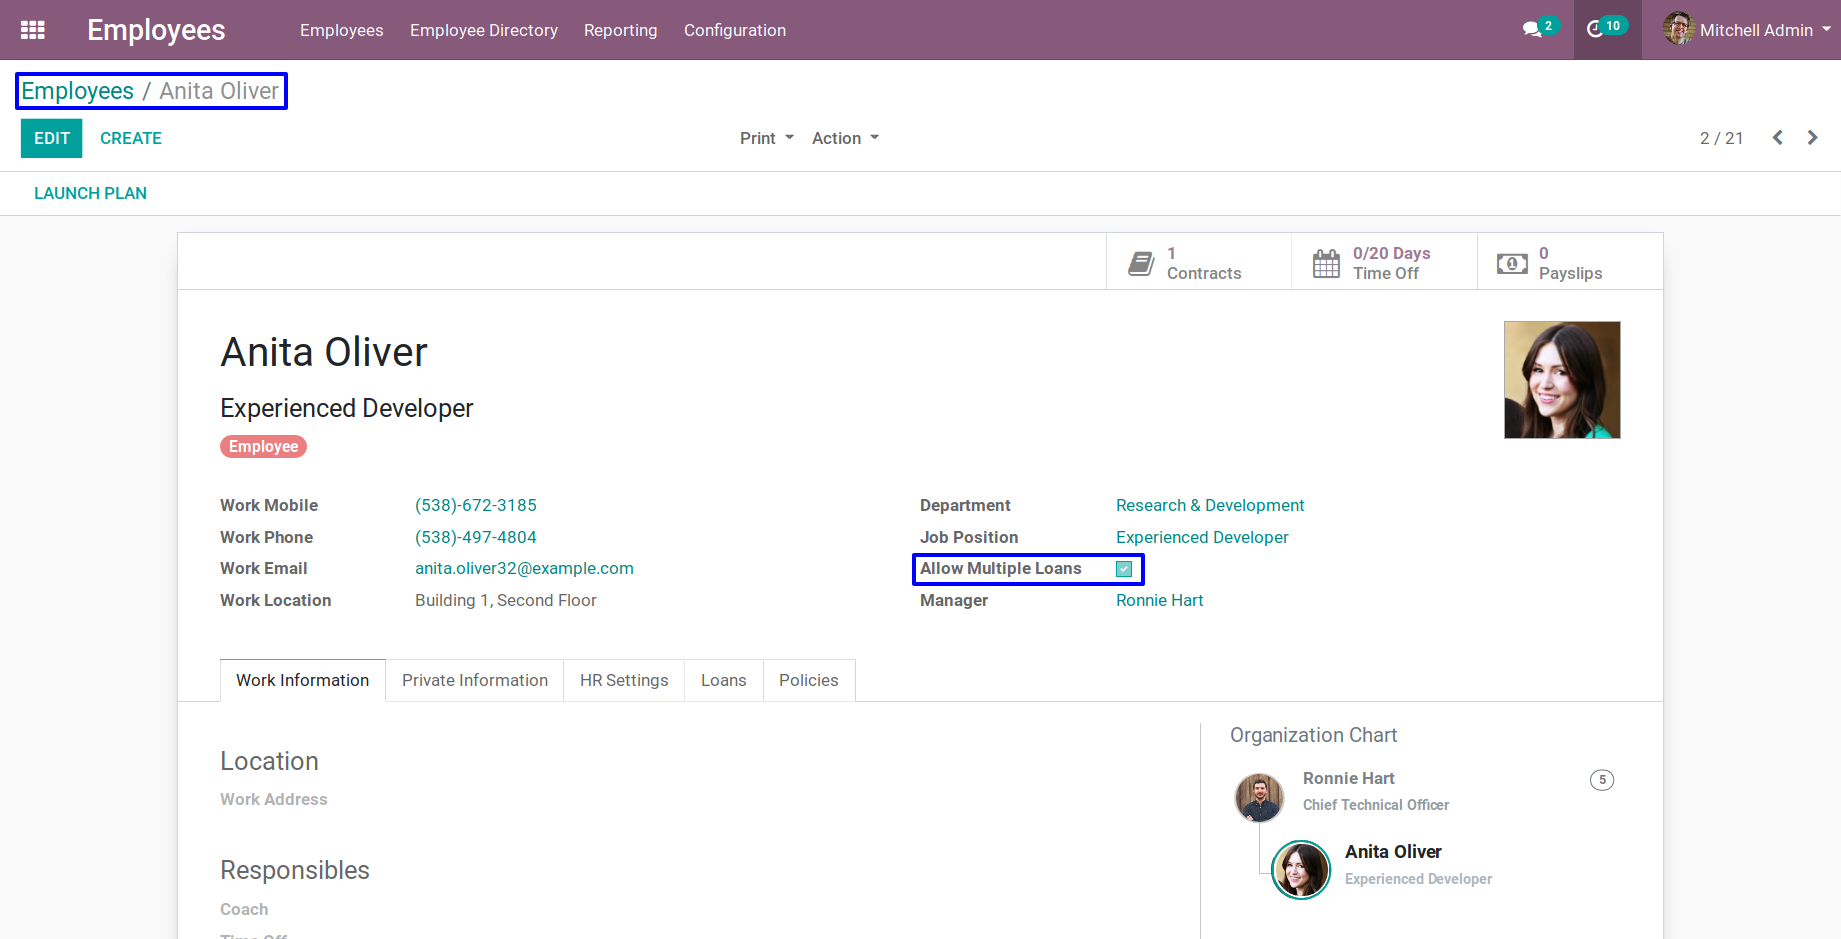 Employees Employees Employee Directory Reporting Configuration 2 10 Mitchell Admin
Employees / Anita Oliver
EDIT CREATE Print Action 2 / 21
LAUNCH PLAN
1
Contracts
0/20 Days
Time Off
0
Payslips
Anita Oliver
Experienced Developer
Employee
Work Mobile (538)-672-3185
Work Phone (538)-497-4804
Work Email anita.oliver32@example.com
Work Location Building 1, Second Floor
Department Research & Development
Job Position Experienced Developer
Allow Multiple Loans
Manager Ronnie Hart
Work Information Private Information HR Settings Loans Policies
Location
Work Address
Responsibles
Coach
Time Off
Organization Chart
Ronnie Hart 5
Chief Technical Officer
Anita Oliver
Experienced Developer